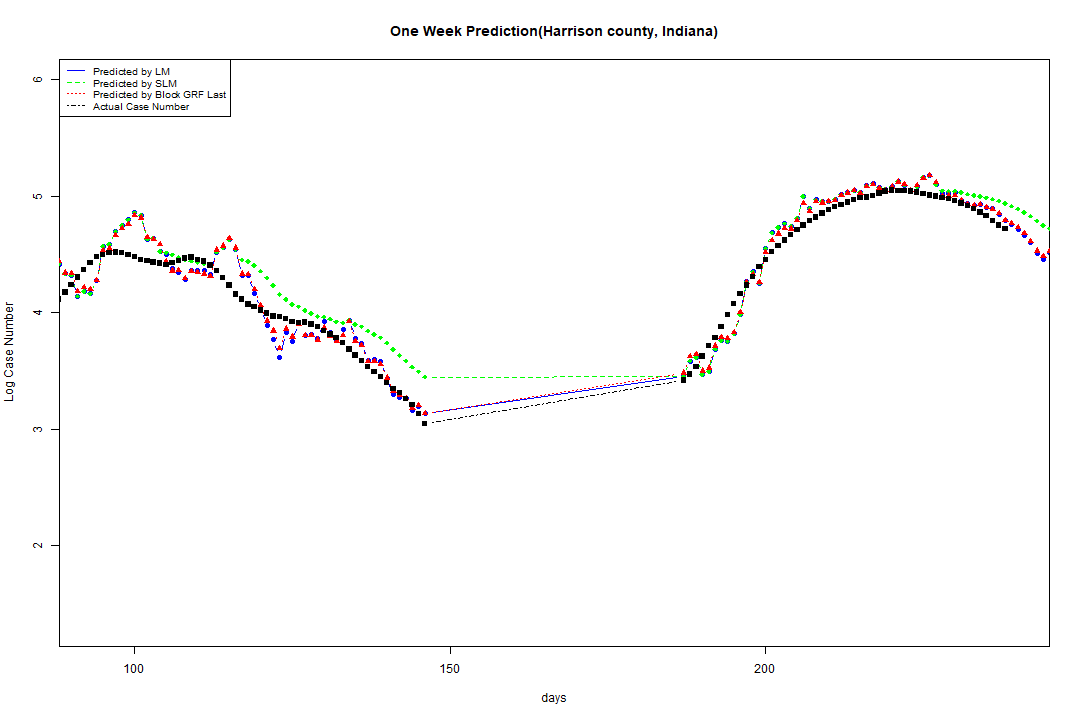 One Week Prediction(Harrison county, Indiana)
Predicted by LM
Predicted by SLM
Predicted by Block GRF Last
Actual Case Number
6
5
4
3
2
Log Case Number
100 150 200
days